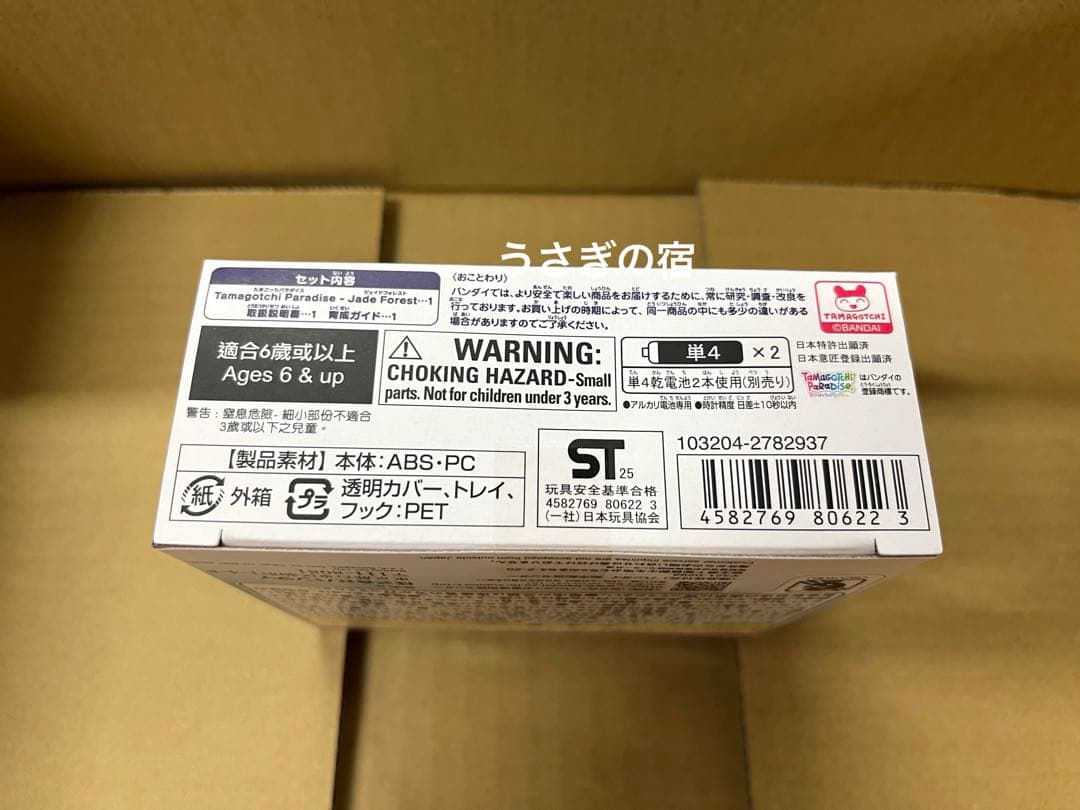 うさぎの宿
セット内容
Tamagotchi Paradise - Jade Forest…1
取扱説明書…1 育成ガイド…1
〈おことわり〉
バンダイでは、より安全で楽しい商品をお届けするために、常に研究・調査・改良を
行っております。お買い上げの時期によって、同一商品の中にも多少の違いがある
場合がありますのでご了承ください。
TAMAGOTCHI
©BANDAI
適合6歲或以上
Ages 6 & up
警告：窒息危險- 細小部份不適合
3歲或以下之兒童。
WARNING:
CHOKING HAZARD-Small
parts. Not for children under 3 years.
単4 ×2
単4乾電池2本使用(別売り)
●アルカリ電池専用 ●時計精度 日差±10秒以内
日本特許出願済
日本意匠登録出願済
TAMAGOTCHI PARADISE はバンダイの
登録商標です。
【製品素材】本体:ABS・PC
紙 外箱 プラ 透明カバー、トレイ、
フック:PET
ST 25
玩具安全基準合格
4582769 80622 3
(一社)日本玩具協会
103204-2782937
4582769 806223